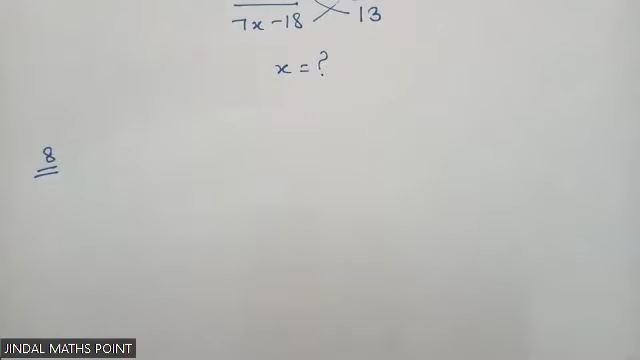 7x-18 13
x = ?
8
JINDAL MATHS POINT